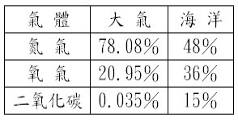 氣體 大氣 海洋
氮氣 78.08% 48%
氧氣 20.95% 36%
二氧化碳 0.035% 15%